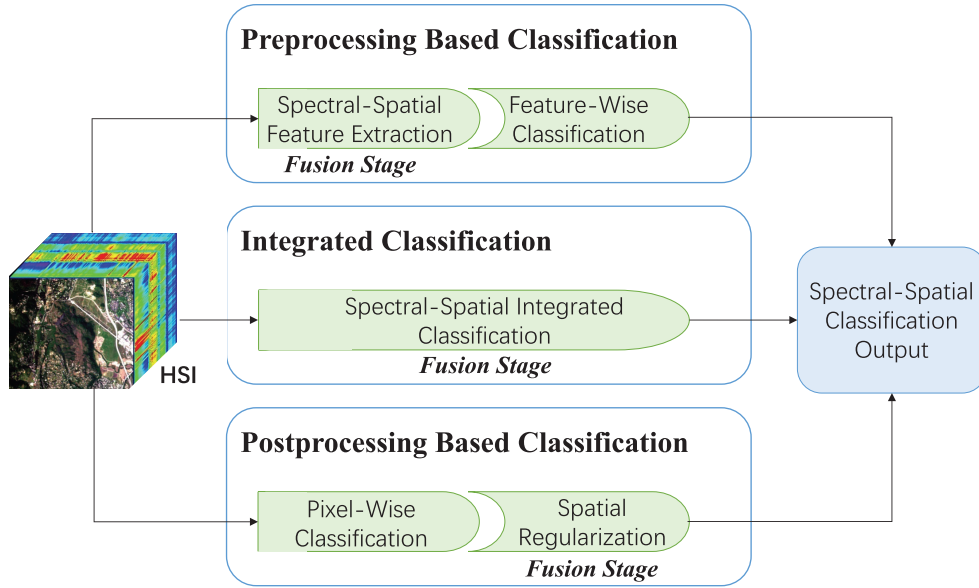 Preprocessing Based Classification
Spectral-Spatial
Feature Extraction
Feature-Wise
Classification
Fusion Stage
Integrated Classification
Spectral-Spatial Integrated
Classification
Fusion Stage
HSI
Spectral-Spatial
Classification
Output
Postprocessing Based Classification
Pixel-Wise
Classification
Spatial
Regularization
Fusion Stage